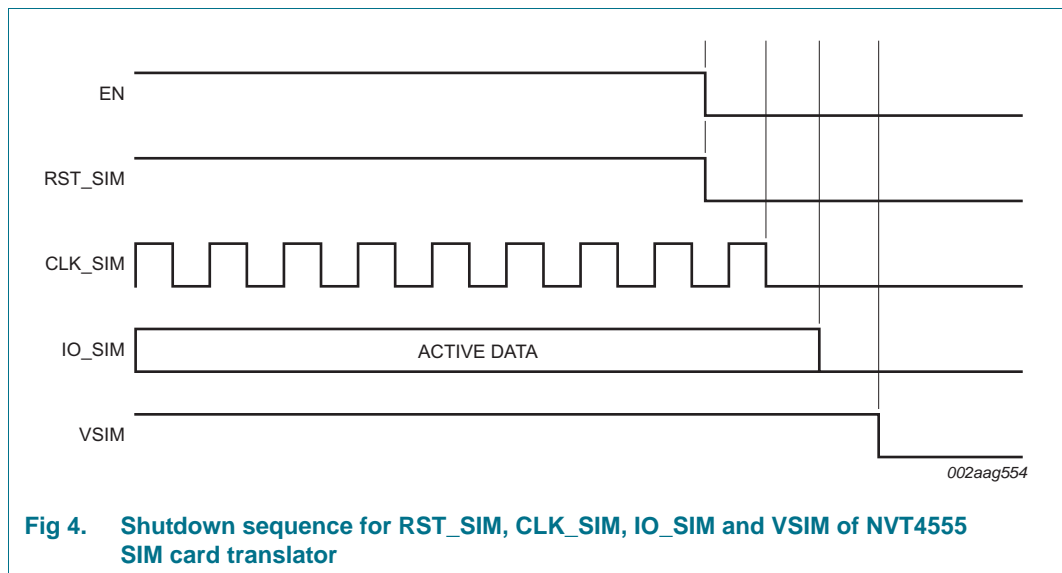 EN
RST_SIM
CLK_SIM
IO_SIM
ACTIVE DATA
VSIM
002aag554
Fig 4. Shutdown sequence for RST_SIM, CLK_SIM, IO_SIM and VSIM of NVT4555
SIM card translator